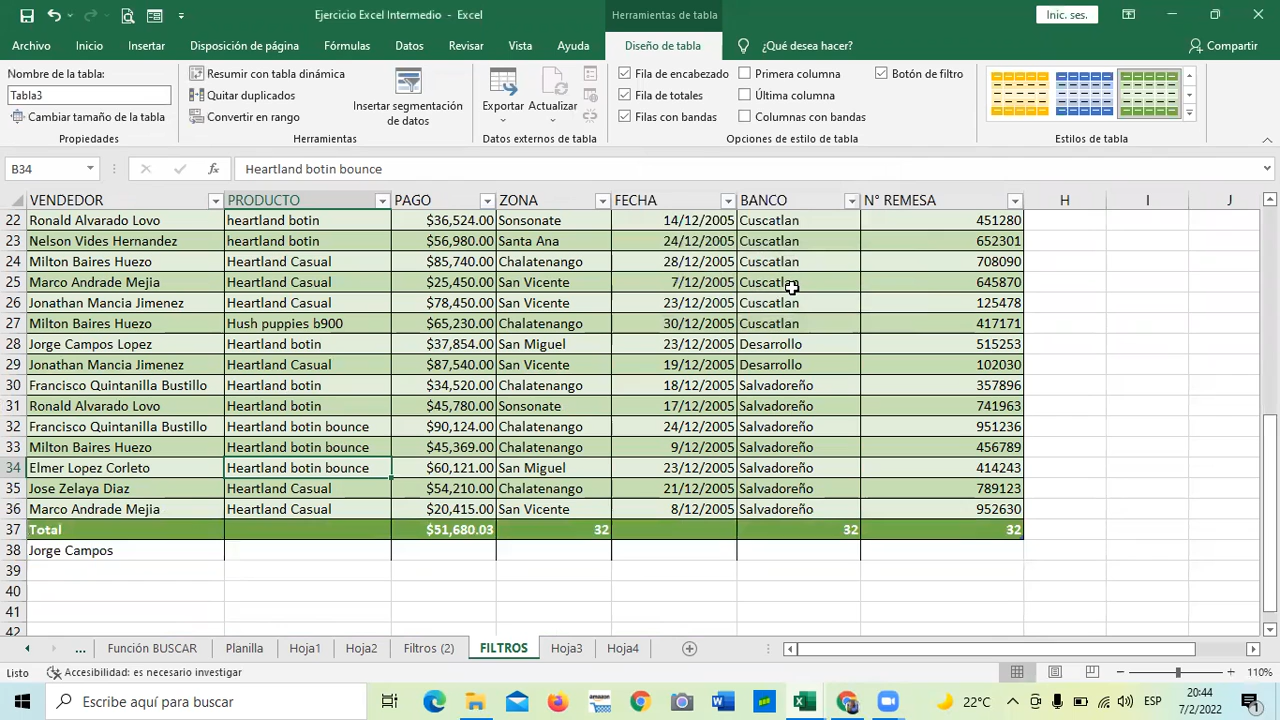 Ejercicio Excel Intermedio - Excel
Herramientas de tabla
Inic. ses.
Archivo Inicio Insertar Disposición de página Fórmulas Datos Revisar Vista Ayuda Diseño de tabla ¿Qué desea hacer? Compartir
Nombre de la tabla:
Tabla3
Cambiar tamaño de la tabla
Propiedades
Resumir con tabla dinámica
Quitar duplicados
Convertir en rango
Insertar segmentación
de datos
Herramientas
Exportar Actualizar
Datos externos de tabla
Fila de encabezado Primera columna Botón de filtro
Fila de totales Última columna
Filas con bandas Columnas con bandas
Opciones de estilo de tabla
Estilos de tabla
B34 fx Heartland botin bounce
VENDEDOR PRODUCTO PAGO ZONA FECHA BANCO N° REMESA H I J
22 Ronald Alvarado Lovo heartland botin $36,524.00 Sonsonate 14/12/2005 Cuscatlan 451280
23 Nelson Vides Hernandez heartland botin $56,980.00 Santa Ana 24/12/2005 Cuscatlan 652301
24 Milton Baires Huezo Heartland Casual $85,740.00 Chalatenango 28/12/2005 Cuscatlan 708090
25 Marco Andrade Mejia Heartland Casual $25,450.00 San Vicente 7/12/2005 Cuscatlan 645870
26 Jonathan Mancia Jimenez Heartland Casual $78,450.00 San Vicente 23/12/2005 Cuscatlan 125478
27 Milton Baires Huezo Hush puppies b900 $65,230.00 Chalatenango 30/12/2005 Cuscatlan 417171
28 Jorge Campos Lopez Heartland botin $37,854.00 San Miguel 23/12/2005 Desarrollo 515253
29 Jonathan Mancia Jimenez Heartland Casual $87,540.00 San Vicente 19/12/2005 Desarrollo 102030
30 Francisco Quintanilla Bustillo Heartland botin $34,520.00 Chalatenango 18/12/2005 Salvadoreño 357896
31 Ronald Alvarado Lovo Heartland botin $45,780.00 Sonsonate 17/12/2005 Salvadoreño 741963
32 Francisco Quintanilla Bustillo Heartland botin bounce $90,124.00 Chalatenango 24/12/2005 Salvadoreño 951236
33 Milton Baires Huezo Heartland botin bounce $45,369.00 Chalatenango 9/12/2005 Salvadoreño 456789
34 Elmer Lopez Corleto Heartland botin bounce $60,121.00 San Miguel 23/12/2005 Salvadoreño 414243
35 Jose Zelaya Diaz Heartland Casual $54,210.00 Chalatenango 21/12/2005 Salvadoreño 789123
36 Marco Andrade Mejia Heartland Casual $20,415.00 San Vicente 8/12/2005 Salvadoreño 952630
37 Total $51,680.03 32 32 32
38 Jorge Campos
39
40
41
42
... Función BUSCAR Planilla Hoja1 Hoja2 Filtros (2) FILTROS Hoja3 Hoja4
Listo Accesibilidad: es necesario investigar 110%
Escribe aquí para buscar 22°C ESP 20:44
7/2/2022